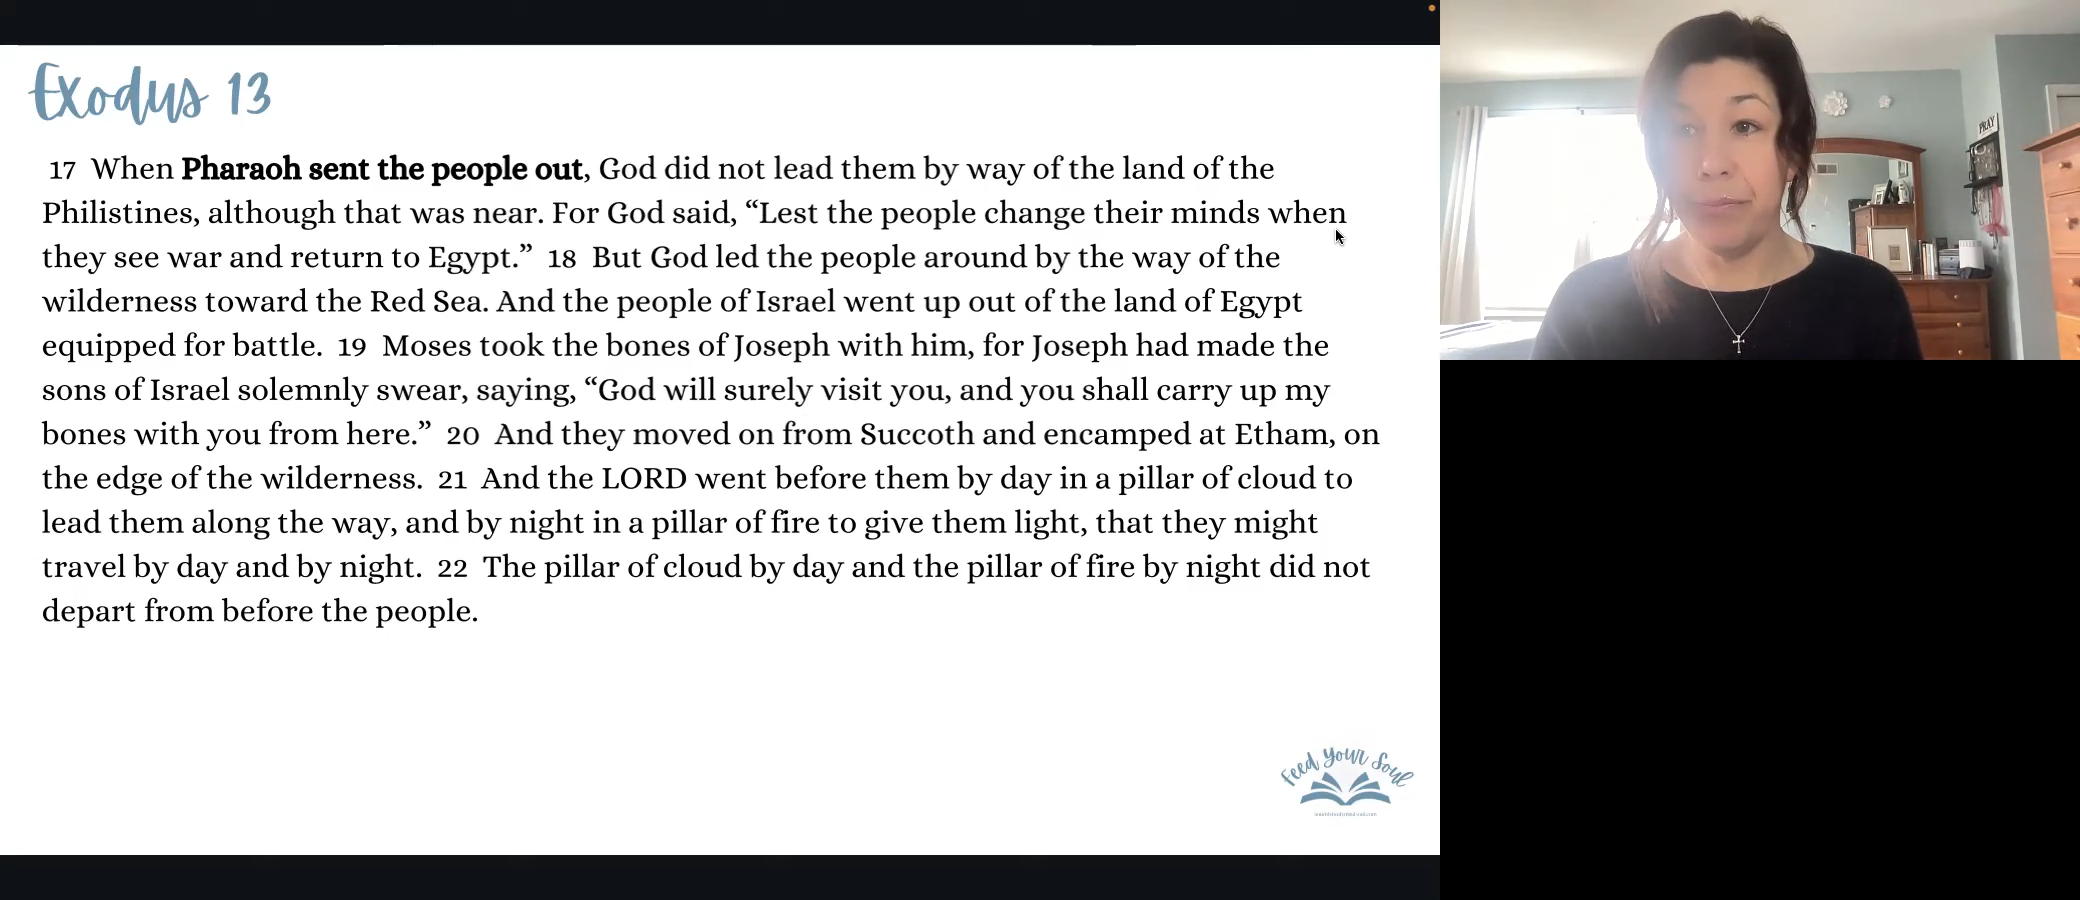 Exodus 13
17 When Pharaoh sent the people out, God did not lead them by way of the land of the
Philistines, although that was near. For God said, “Lest the people change their minds when
they see war and return to Egypt.” 18 But God led the people around by the way of the
wilderness toward the Red Sea. And the people of Israel went up out of the land of Egypt
equipped for battle. 19 Moses took the bones of Joseph with him, for Joseph had made the
sons of Israel solemnly swear, saying, “God will surely visit you, and you shall carry up my
bones with you from here.” 20 And they moved on from Succoth and encamped at Etham, on
the edge of the wilderness. 21 And the LORD went before them by day in a pillar of cloud to
lead them along the way, and by night in a pillar of fire to give them light, that they might
travel by day and by night. 22 The pillar of cloud by day and the pillar of fire by night did not
depart from before the people.
Feed Your Soul
PRAY